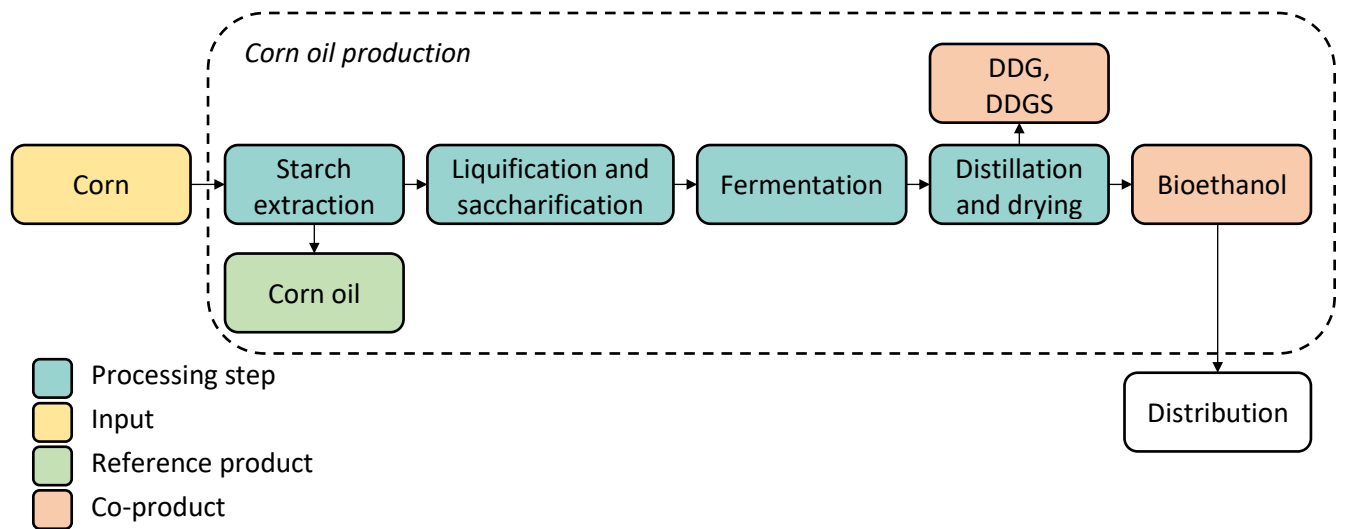 Corn oil production
DDG,
DDGS
Corn
Starch
extraction
Liquification and
saccharification
Fermentation
Distillation
and drying
Bioethanol
Corn oil
Processing step
Input
Reference product
Co-product
Distribution